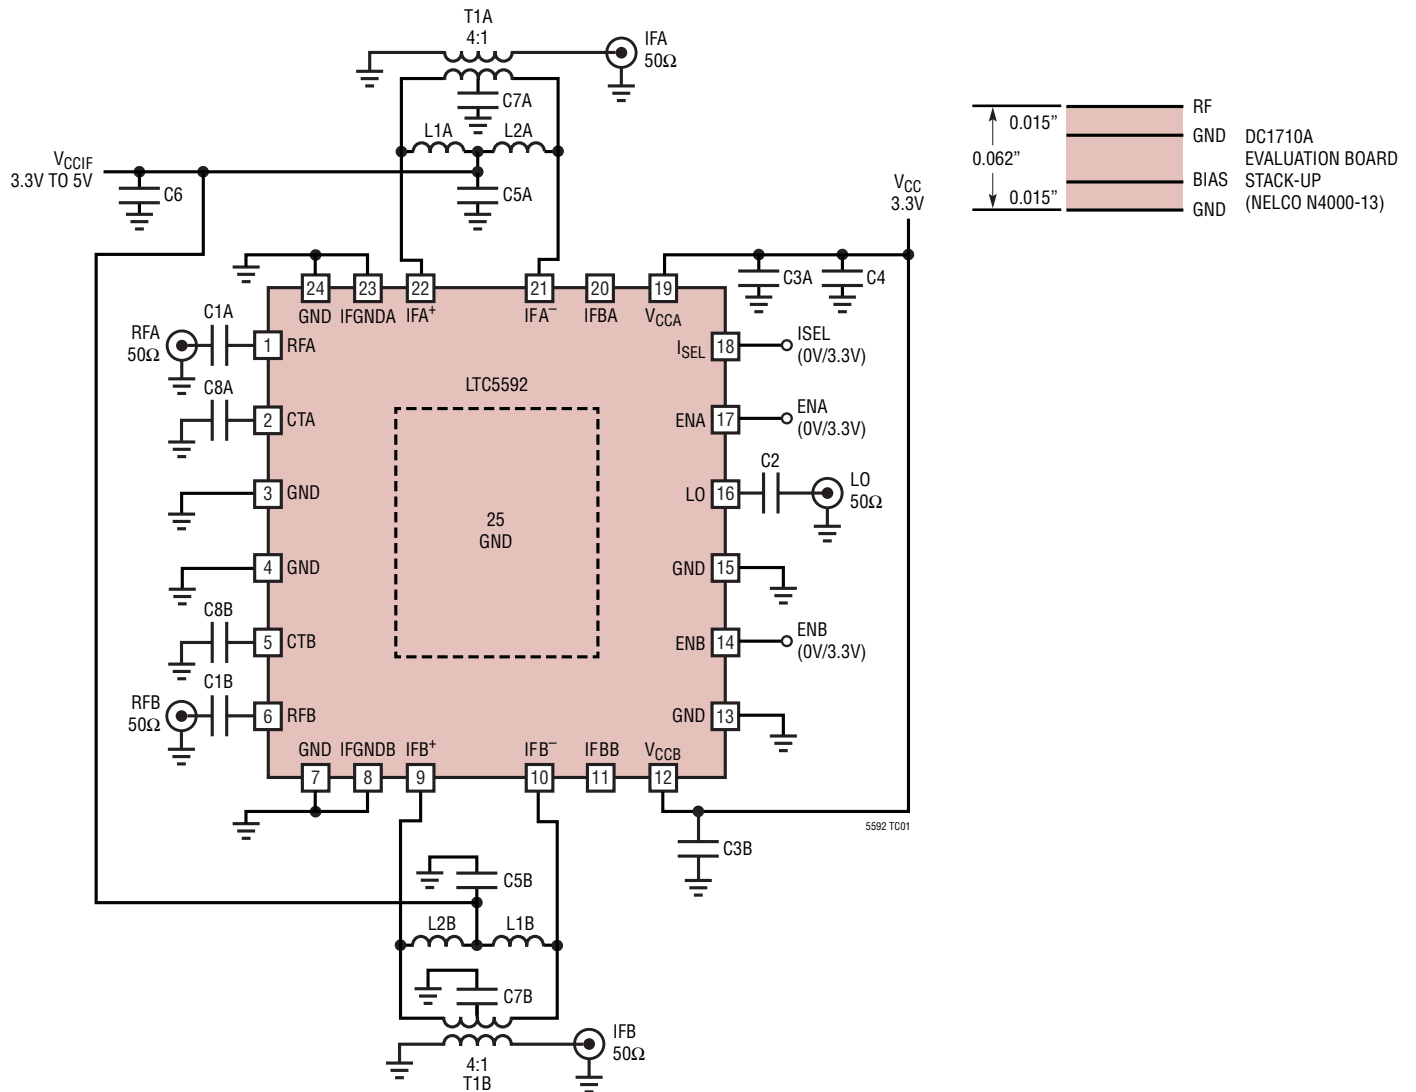 T1A
4:1
IFA
50Ω
C7A
L1A
L2A
VCCIF
3.3V TO 5V
C6
C5A
VCC
3.3V
0.015”
0.062”
0.015”
RF
GND
BIAS
GND
DC1710A
EVALUATION BOARD
STACK-UP
(NELCO N4000-13)
C3A
C4
24
23
22
21
20
19
GND
IFGNDA
IFA+
IFA−
IFBA
VCCA
RFA
50Ω
C1A
1
RFA
C8A
2
CTA
3
GND
4
GND
C8B
5
CTB
RFB
50Ω
C1B
6
RFB
LTC5592
25
GND
ISEL
18
ISEL
(0V/3.3V)
ENA
17
ENA
(0V/3.3V)
LO
16
C2
LO
50Ω
GND
15
ENB
14
ENB
(0V/3.3V)
GND
13
GND
IFGNDB
IFB+
IFB−
IFBB
VCCB
7
8
9
10
11
12
5592 TC01
C3B
C5B
L2B
L1B
C7B
4:1
T1B
IFB
50Ω